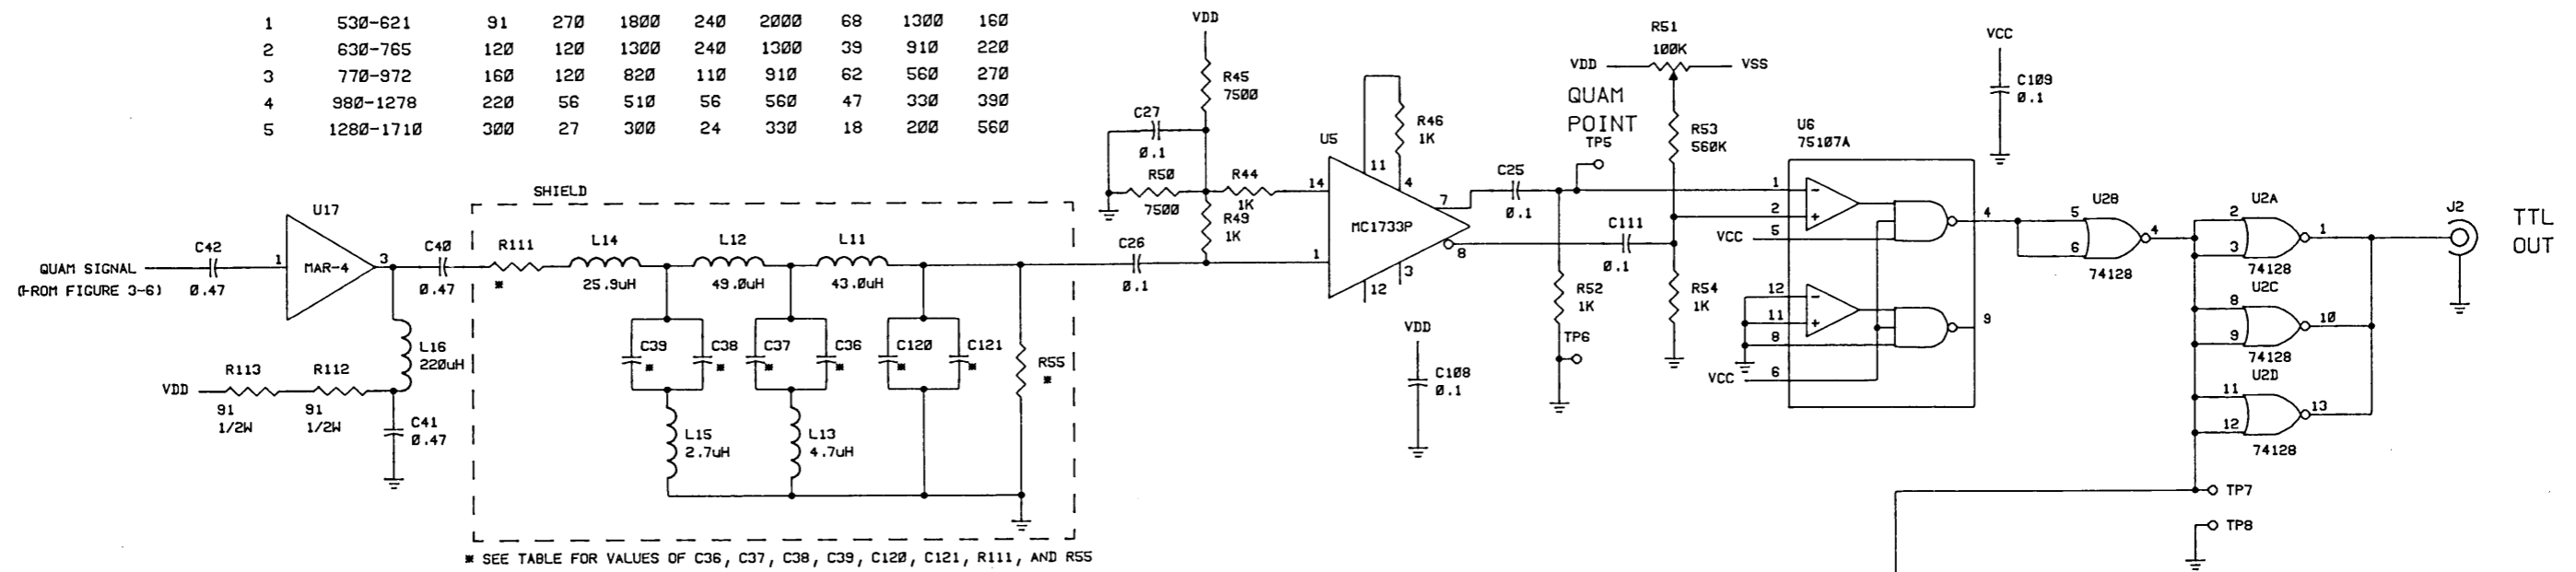 1 530-621 91 270 1800 240 2000 68 1300 160
2 630-765 120 120 1300 240 1300 39 910 220
3 770-972 160 120 820 110 910 62 560 270
4 980-1278 220 56 510 56 560 47 330 390
5 1280-1710 300 27 300 24 330 18 200 560
VDD
R45
7500
C27
0.1
R50
7500
R44
1K
R49
1K
U5
MC1733P
14
1
11
4
7
8
3
12
R46
1K
C25
0.1
C111
0.1
QUAM
POINT
TP5
R51
100K
VDD
VSS
R53
560K
R52
1K
TP6
R54
1K
U6
75107A
1
2
VCC 5
4
12
11
8
VCC 6
9
VCC
C109
0.1
U2B
5
6
4
74128
U2A
2
3
1
74128
U2C
8
9
10
74128
U2D
11
12
13
74128
J2
TTL
OUT
TP7
TP8
VDD
C108
0.1
SHIELD
U17
MAR-4
1
3
QUAM SIGNAL
(FROM FIGURE 3-6)
C42
0.47
C40
0.47
R111
*
L14
25.9uH
L12
49.0uH
L11
43.0uH
C26
0.1
C39
*
C38
*
C37
*
C36
*
C120
*
C121
*
R55
*
L16
220uH
VDD
R113
91
1/2W
R112
91
1/2W
C41
0.47
L15
2.7uH
L13
4.7uH
* SEE TABLE FOR VALUES OF C36, C37, C38, C39, C120, C121, R111, AND R55